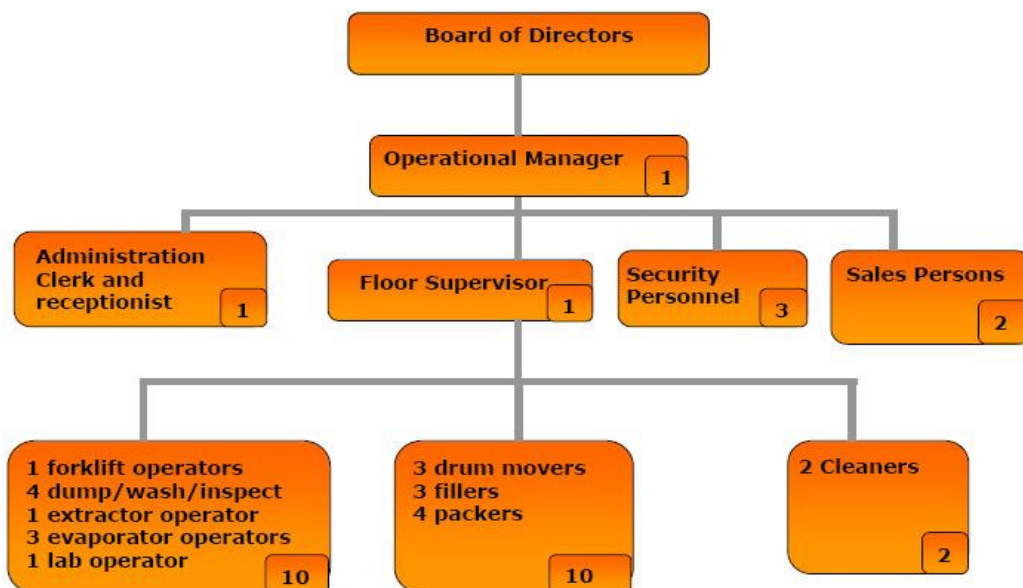 Board of Directors
Operational Manager
1
Administration
Clerk and
receptionist
1
Floor Supervisor
1
Security
Personnel
3
Sales Persons
2
1 forklift operators
4 dump/wash/inspect
1 extractor operator
3 evaporator operators
1 lab operator
10
3 drum movers
3 fillers
4 packers
10
2 Cleaners
2